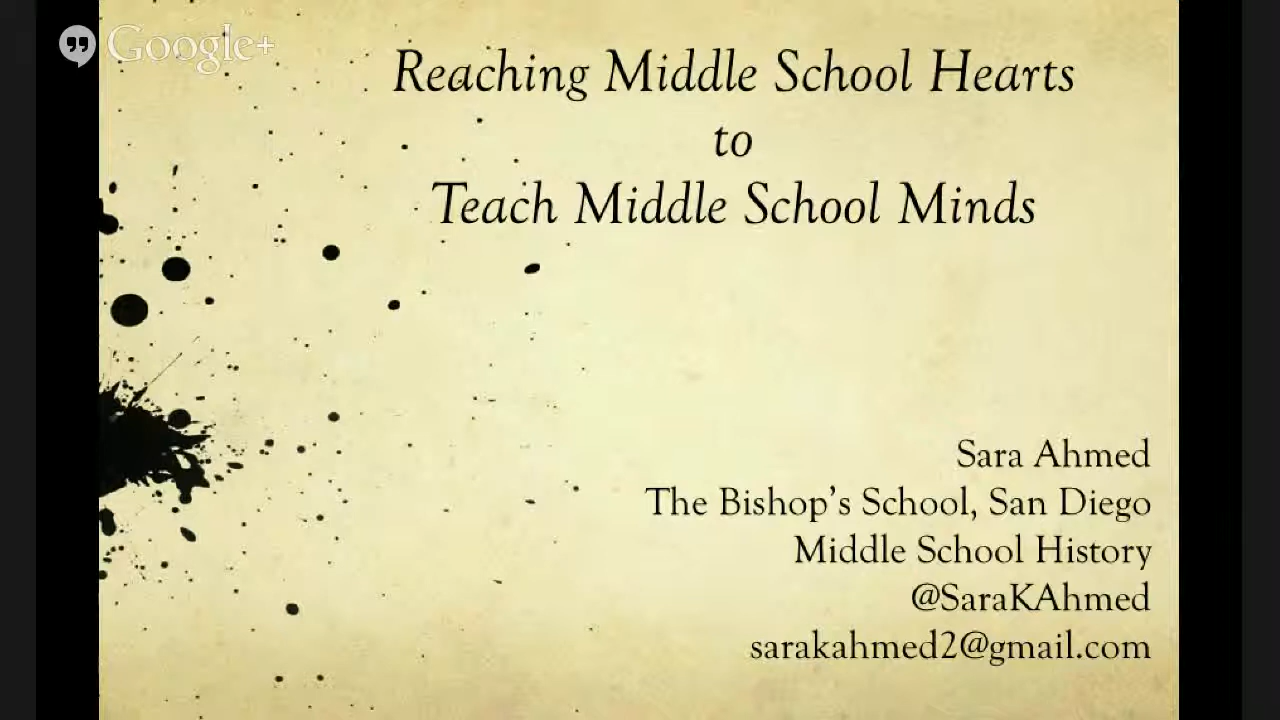 Google+
Reaching Middle School Hearts
to
Teach Middle School Minds
Sara Ahmed
The Bishop's School, San Diego
Middle School History
@SaraKAhmed
sarakahmed2@gmail.com